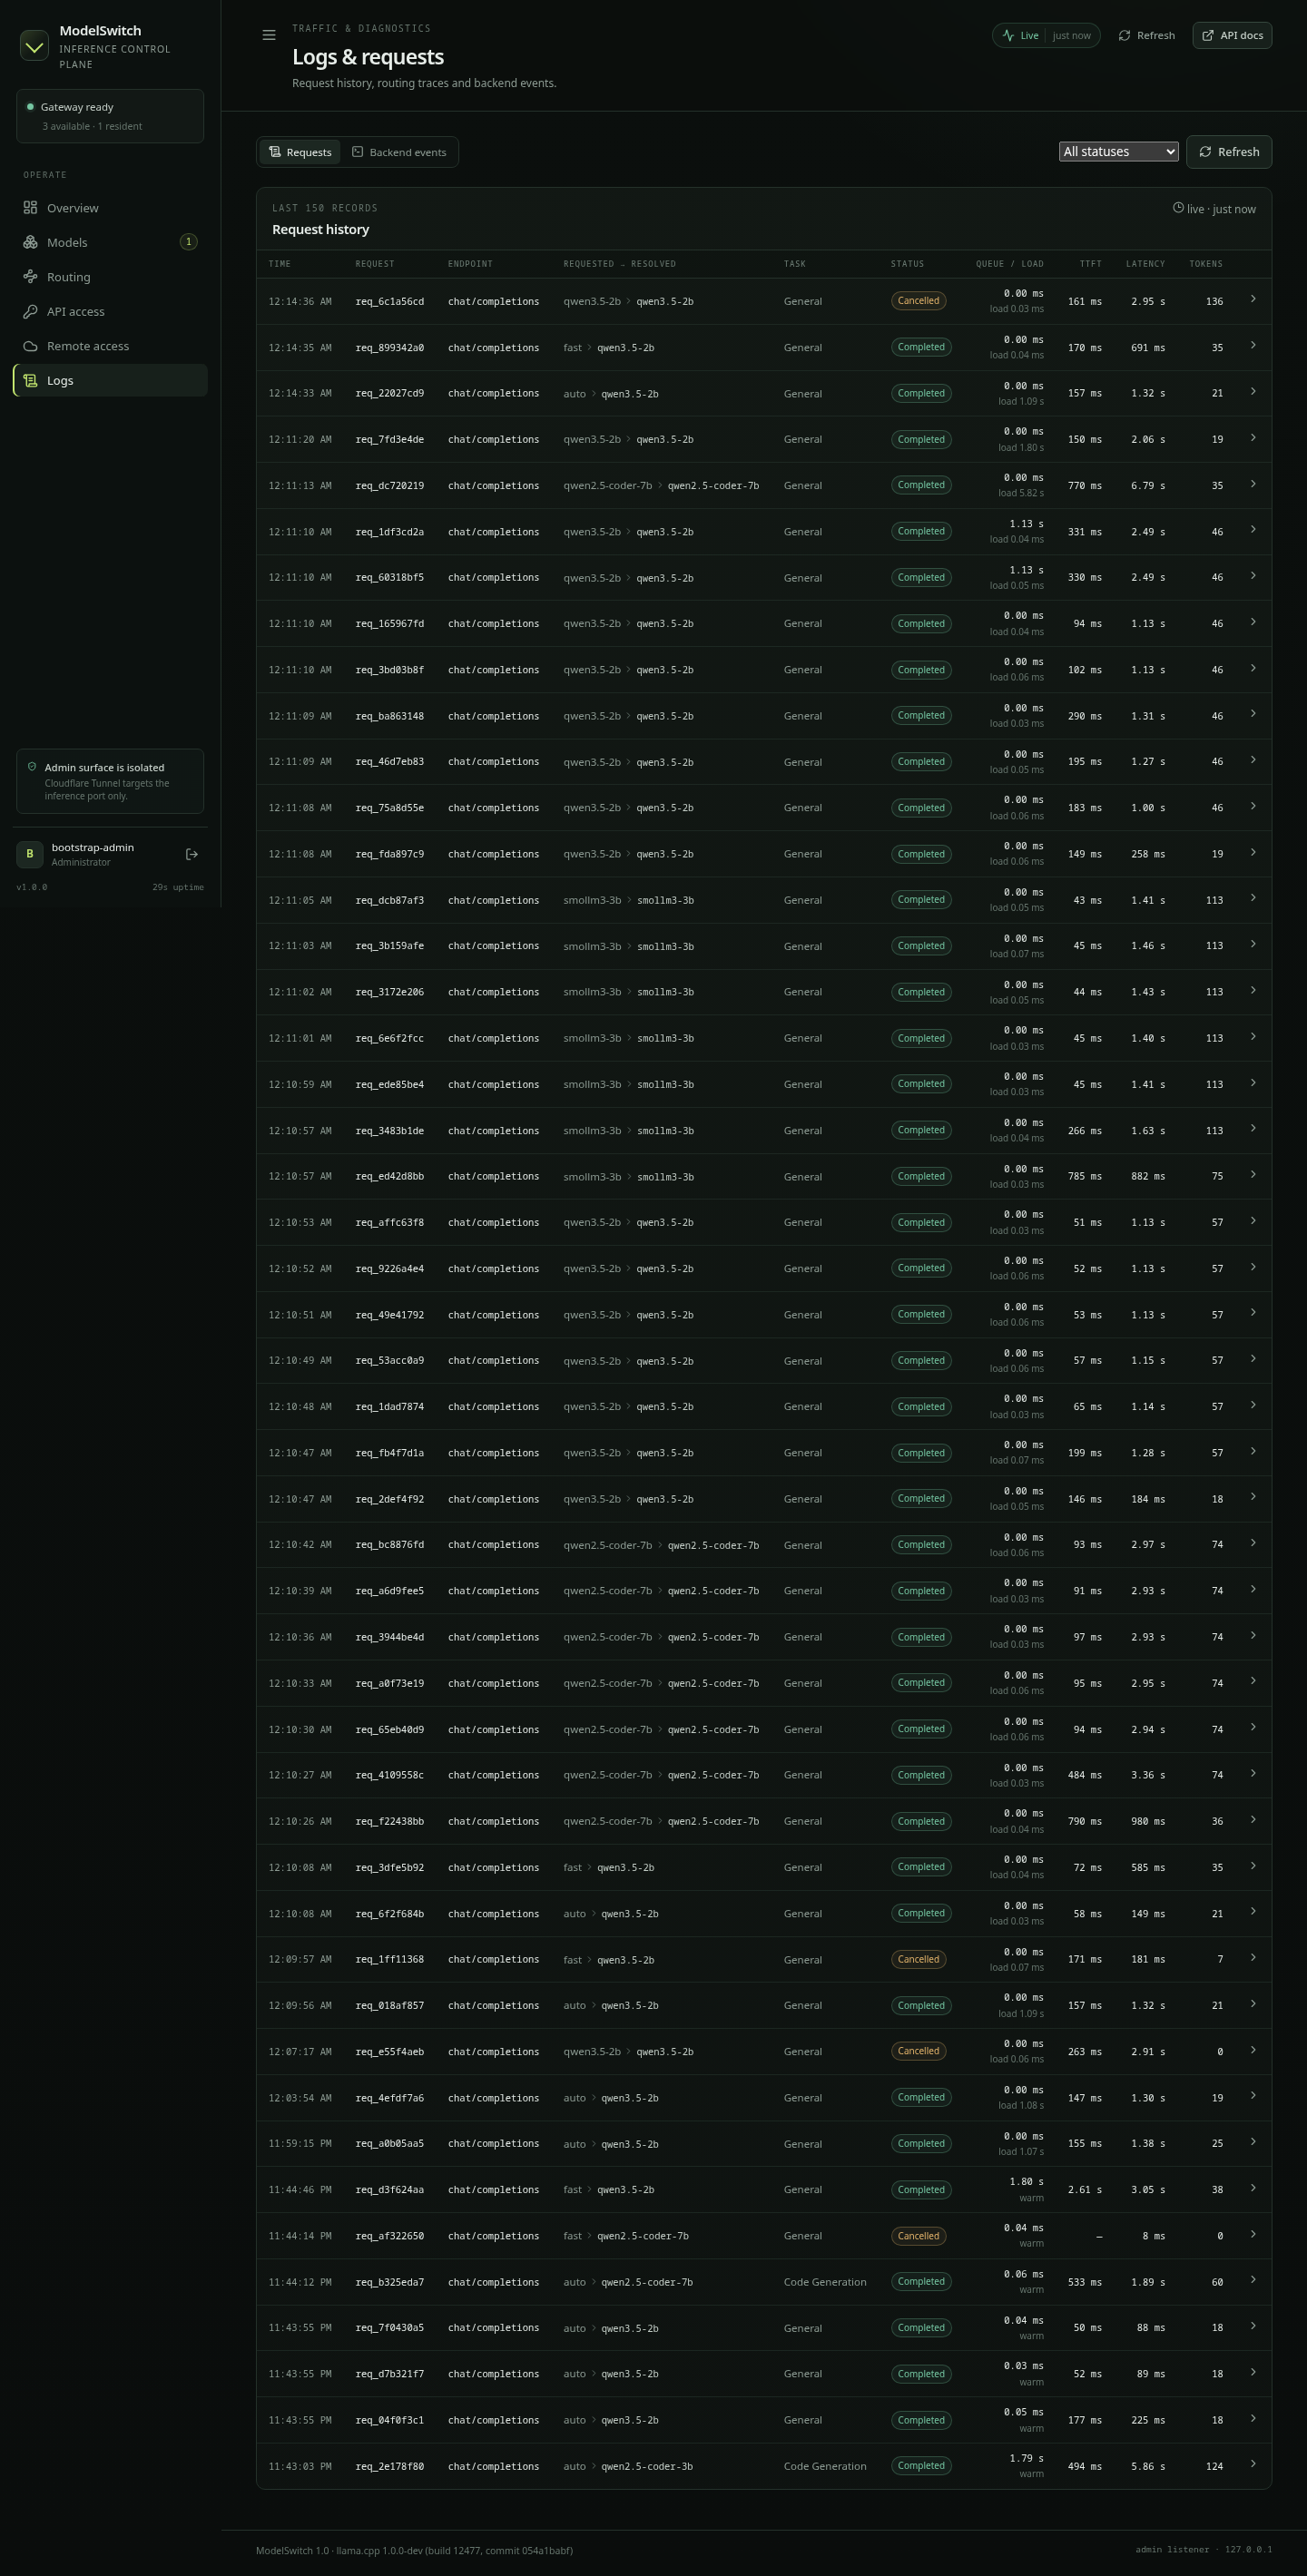 ModelSwitch
INFERENCE CONTROL
PLANE
Gateway ready
3 available · 1 resident
OPERATE
Overview
Models 1
Routing
API access
Remote access
Logs
Admin surface is isolated
Cloudflare Tunnel targets the
inference port only.
B bootstrap-admin
Administrator
v1.0.0 29s uptime
TRAFFIC & DIAGNOSTICS
Logs & requests
Request history, routing traces and backend events.
Live just now Refresh API docs
Requests Backend events All statuses Refresh
LAST 150 RECORDS
Request history
live · just now
TIME REQUEST ENDPOINT REQUESTED → RESOLVED TASK STATUS QUEUE / LOAD TTFT LATENCY TOKENS
12:14:36 AM req_6c1a56cd chat/completions qwen3.5-2b > qwen3.5-2b General Cancelled 0.00 ms load 0.03 ms 161 ms 2.95 s 136
12:14:35 AM req_899342a0 chat/completions fast > qwen3.5-2b General Completed 0.00 ms load 0.04 ms 170 ms 691 ms 35
12:14:33 AM req_22027cd9 chat/completions auto > qwen3.5-2b General Completed 0.00 ms load 1.09 s 157 ms 1.32 s 21
12:11:20 AM req_7fd3e4de chat/completions qwen3.5-2b > qwen3.5-2b General Completed 0.00 ms load 1.80 s 150 ms 2.06 s 19
12:11:13 AM req_dc720219 chat/completions qwen2.5-coder-7b > qwen2.5-coder-7b General Completed 0.00 ms load 5.82 s 770 ms 6.79 s 35
12:11:10 AM req_1df3cd2a chat/completions qwen3.5-2b > qwen3.5-2b General Completed 1.13 s load 0.04 ms 331 ms 2.49 s 46
12:11:10 AM req_60318bf5 chat/completions qwen3.5-2b > qwen3.5-2b General Completed 1.13 s load 0.05 ms 330 ms 2.49 s 46
12:11:10 AM req_165967fd chat/completions qwen3.5-2b > qwen3.5-2b General Completed 0.00 ms load 0.04 ms 94 ms 1.13 s 46
12:11:10 AM req_3bd03b8f chat/completions qwen3.5-2b > qwen3.5-2b General Completed 0.00 ms load 0.06 ms 102 ms 1.13 s 46
12:11:09 AM req_ba863148 chat/completions qwen3.5-2b > qwen3.5-2b General Completed 0.00 ms load 0.03 ms 290 ms 1.31 s 46
12:11:09 AM req_46d7eb83 chat/completions qwen3.5-2b > qwen3.5-2b General Completed 0.00 ms load 0.05 ms 195 ms 1.27 s 46
12:11:08 AM req_75a8d55e chat/completions qwen3.5-2b > qwen3.5-2b General Completed 0.00 ms load 0.06 ms 183 ms 1.00 s 46
12:11:08 AM req_fda897c9 chat/completions qwen3.5-2b > qwen3.5-2b General Completed 0.00 ms load 0.06 ms 149 ms 258 ms 19
12:11:05 AM req_dcb87af3 chat/completions smollm3-3b > smollm3-3b General Completed 0.00 ms load 0.05 ms 43 ms 1.41 s 113
12:11:03 AM req_3b159afe chat/completions smollm3-3b > smollm3-3b General Completed 0.00 ms load 0.07 ms 45 ms 1.46 s 113
12:11:02 AM req_3172e206 chat/completions smollm3-3b > smollm3-3b General Completed 0.00 ms load 0.05 ms 44 ms 1.43 s 113
12:11:01 AM req_6e6f2fcc chat/completions smollm3-3b > smollm3-3b General Completed 0.00 ms load 0.03 ms 45 ms 1.40 s 113
12:10:59 AM req_ede85be4 chat/completions smollm3-3b > smollm3-3b General Completed 0.00 ms load 0.03 ms 45 ms 1.41 s 113
12:10:57 AM req_3483b1de chat/completions smollm3-3b > smollm3-3b General Completed 0.00 ms load 0.04 ms 266 ms 1.63 s 113
12:10:57 AM req_ed42d8bb chat/completions smollm3-3b > smollm3-3b General Completed 0.00 ms load 0.03 ms 785 ms 882 ms 75
12:10:53 AM req_affc63f8 chat/completions qwen3.5-2b > qwen3.5-2b General Completed 0.00 ms load 0.03 ms 51 ms 1.13 s 57
12:10:52 AM req_9226a4e4 chat/completions qwen3.5-2b > qwen3.5-2b General Completed 0.00 ms load 0.06 ms 52 ms 1.13 s 57
12:10:51 AM req_49e41792 chat/completions qwen3.5-2b > qwen3.5-2b General Completed 0.00 ms load 0.06 ms 53 ms 1.13 s 57
12:10:49 AM req_53acc0a9 chat/completions qwen3.5-2b > qwen3.5-2b General Completed 0.00 ms load 0.06 ms 57 ms 1.15 s 57
12:10:48 AM req_1dad7874 chat/completions qwen3.5-2b > qwen3.5-2b General Completed 0.00 ms load 0.03 ms 65 ms 1.14 s 57
12:10:47 AM req_fb4f7d1a chat/completions qwen3.5-2b > qwen3.5-2b General Completed 0.00 ms load 0.07 ms 199 ms 1.28 s 57
12:10:47 AM req_2def4f92 chat/completions qwen3.5-2b > qwen3.5-2b General Completed 0.00 ms load 0.05 ms 146 ms 184 ms 18
12:10:42 AM req_bc8876fd chat/completions qwen2.5-coder-7b > qwen2.5-coder-7b General Completed 0.00 ms load 0.06 ms 93 ms 2.97 s 74
12:10:39 AM req_a6d9fee5 chat/completions qwen2.5-coder-7b > qwen2.5-coder-7b General Completed 0.00 ms load 0.03 ms 91 ms 2.93 s 74
12:10:36 AM req_3944be4d chat/completions qwen2.5-coder-7b > qwen2.5-coder-7b General Completed 0.00 ms load 0.03 ms 97 ms 2.93 s 74
12:10:33 AM req_a0f73e19 chat/completions qwen2.5-coder-7b > qwen2.5-coder-7b General Completed 0.00 ms load 0.06 ms 95 ms 2.95 s 74
12:10:30 AM req_65eb40d9 chat/completions qwen2.5-coder-7b > qwen2.5-coder-7b General Completed 0.00 ms load 0.06 ms 94 ms 2.94 s 74
12:10:27 AM req_4109558c chat/completions qwen2.5-coder-7b > qwen2.5-coder-7b General Completed 0.00 ms load 0.03 ms 484 ms 3.36 s 74
12:10:26 AM req_f22438bb chat/completions qwen2.5-coder-7b > qwen2.5-coder-7b General Completed 0.00 ms load 0.04 ms 790 ms 980 ms 36
12:10:08 AM req_3dfe5b92 chat/completions fast > qwen3.5-2b General Completed 0.00 ms load 0.04 ms 72 ms 585 ms 35
12:10:08 AM req_6f2f684b chat/completions auto > qwen3.5-2b General Completed 0.00 ms load 0.03 ms 58 ms 149 ms 21
12:09:57 AM req_1ff11368 chat/completions fast > qwen3.5-2b General Cancelled 0.00 ms load 0.07 ms 171 ms 181 ms 7
12:09:56 AM req_018af857 chat/completions auto > qwen3.5-2b General Completed 0.00 ms load 1.09 s 157 ms 1.32 s 21
12:07:17 AM req_e55f4aeb chat/completions qwen3.5-2b > qwen3.5-2b General Cancelled 0.00 ms load 0.06 ms 263 ms 2.91 s 0
12:03:54 AM req_4efdf7a6 chat/completions auto > qwen3.5-2b General Completed 0.00 ms load 1.08 s 147 ms 1.30 s 19
11:59:15 PM req_a0b05aa5 chat/completions auto > qwen3.5-2b General Completed 0.00 ms load 1.07 s 155 ms 1.38 s 25
11:44:46 PM req_d3f624aa chat/completions fast > qwen3.5-2b General Completed 1.80 s warm 2.61 s 3.05 s 38
11:44:14 PM req_af322650 chat/completions fast > qwen2.5-coder-7b General Cancelled 0.04 ms warm — 8 ms 0
11:44:12 PM req_b325eda7 chat/completions auto > qwen2.5-coder-7b Code Generation Completed 0.06 ms warm 533 ms 1.89 s 60
11:43:55 PM req_7f0430a5 chat/completions auto > qwen3.5-2b General Completed 0.04 ms warm 50 ms 88 ms 18
11:43:55 PM req_d7b321f7 chat/completions auto > qwen3.5-2b General Completed 0.03 ms warm 52 ms 89 ms 18
11:43:55 PM req_04f0f3c1 chat/completions auto > qwen3.5-2b General Completed 0.05 ms warm 177 ms 225 ms 18
11:43:03 PM req_2e178f80 chat/completions auto > qwen2.5-coder-3b Code Generation Completed 1.79 s warm 494 ms 5.86 s 124
ModelSwitch 1.0 · llama.cpp 1.0.0-dev (build 12477, commit 054a1babf) admin listener · 127.0.0.1